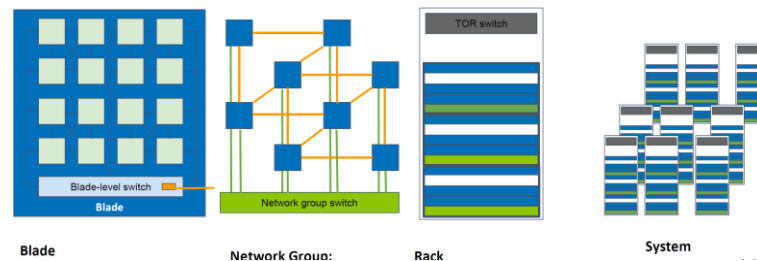 TOR switch
Blade-level switch
Blade
Network group switch
Blade
Network Group:
Rack
System